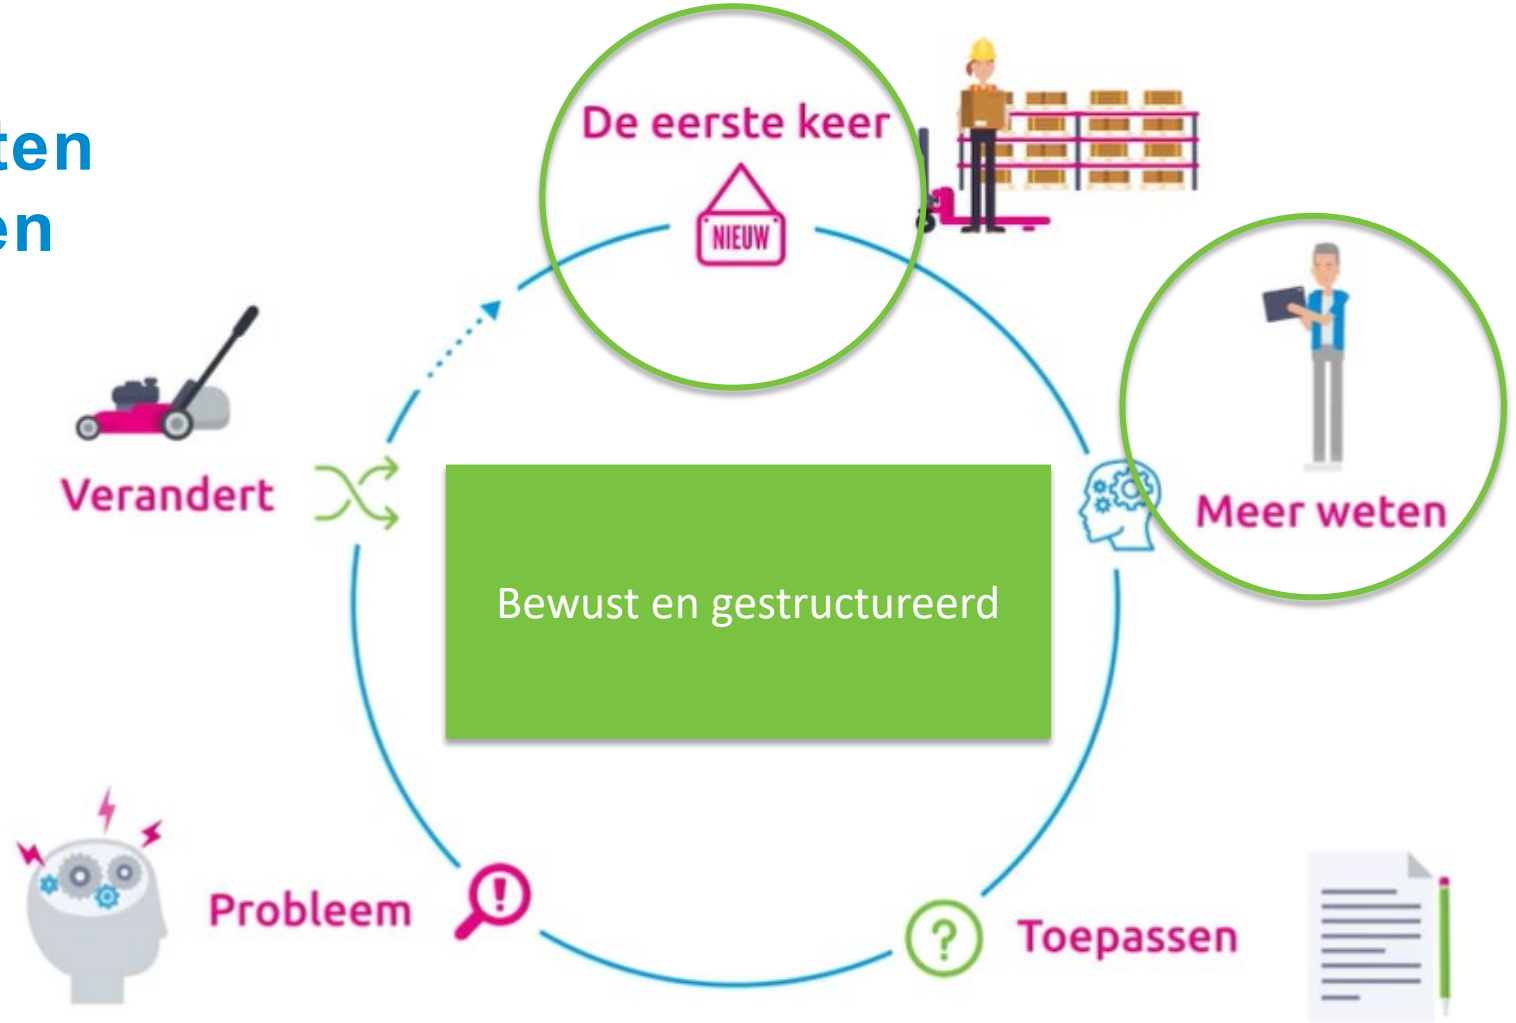 ten
en
De eerste keer
NIEUW
Meer weten
Verandert
Bewust en gestructureerd
Probleem
!
?
Toepassen